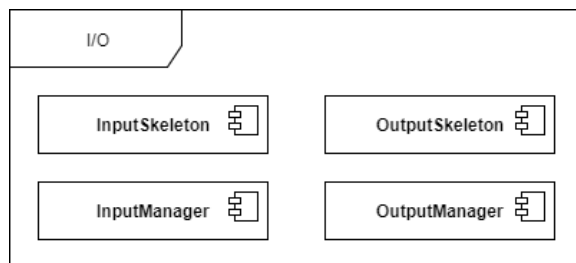 I/O
InputSkeleton
OutputSkeleton
InputManager
OutputManager